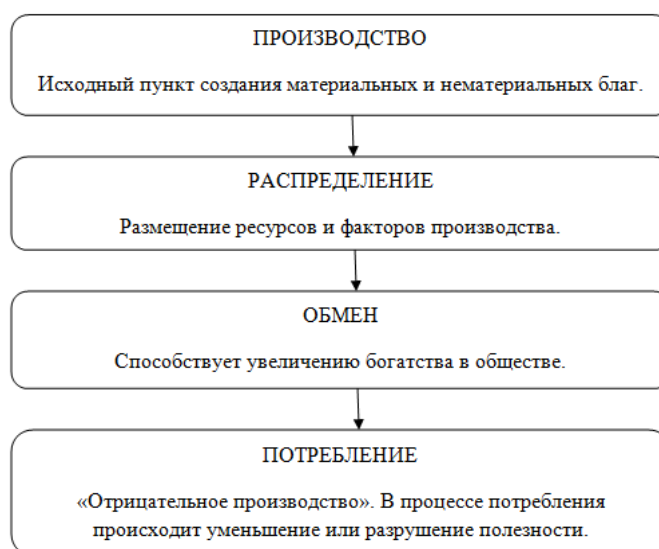 ПРОИЗВОДСТВО
Исходный пункт создания материальных и нематериальных благ.
РАСПРЕДЕЛЕНИЕ
Размещение ресурсов и факторов производства.
ОБМЕН
Способствует увеличению богатства в обществе.
ПОТРЕБЛЕНИЕ
«Отрицательное производство». В процессе потребления
происходит уменьшение или разрушение полезности.